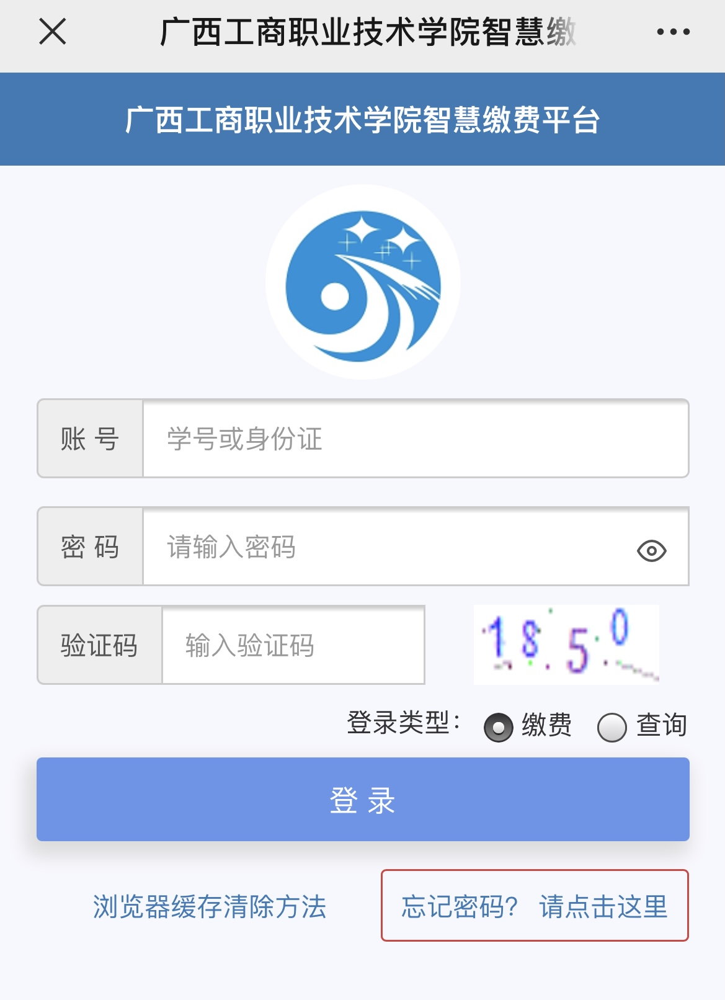 广西工商职业技术学院智慧缴
广西工商职业技术学院智慧缴费平台
账 号 学号或身份证
密 码 请输入密码
验证码 输入验证码 1850
登录类型： 缴费 查询
登 录
浏览器缓存清除方法 忘记密码? 请点击这里